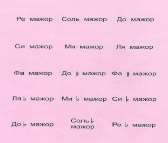 Ре мажор Соль мажор До мажор
Си мажор Ми мажор Ля мажор
Фа мажор До ♯ мажор Фа ♯ мажор
Ля♭ мажор Ми ♭ мажор Си ♭ мажор
До♭ мажор Соль♭ мажор Ре ♭ мажор